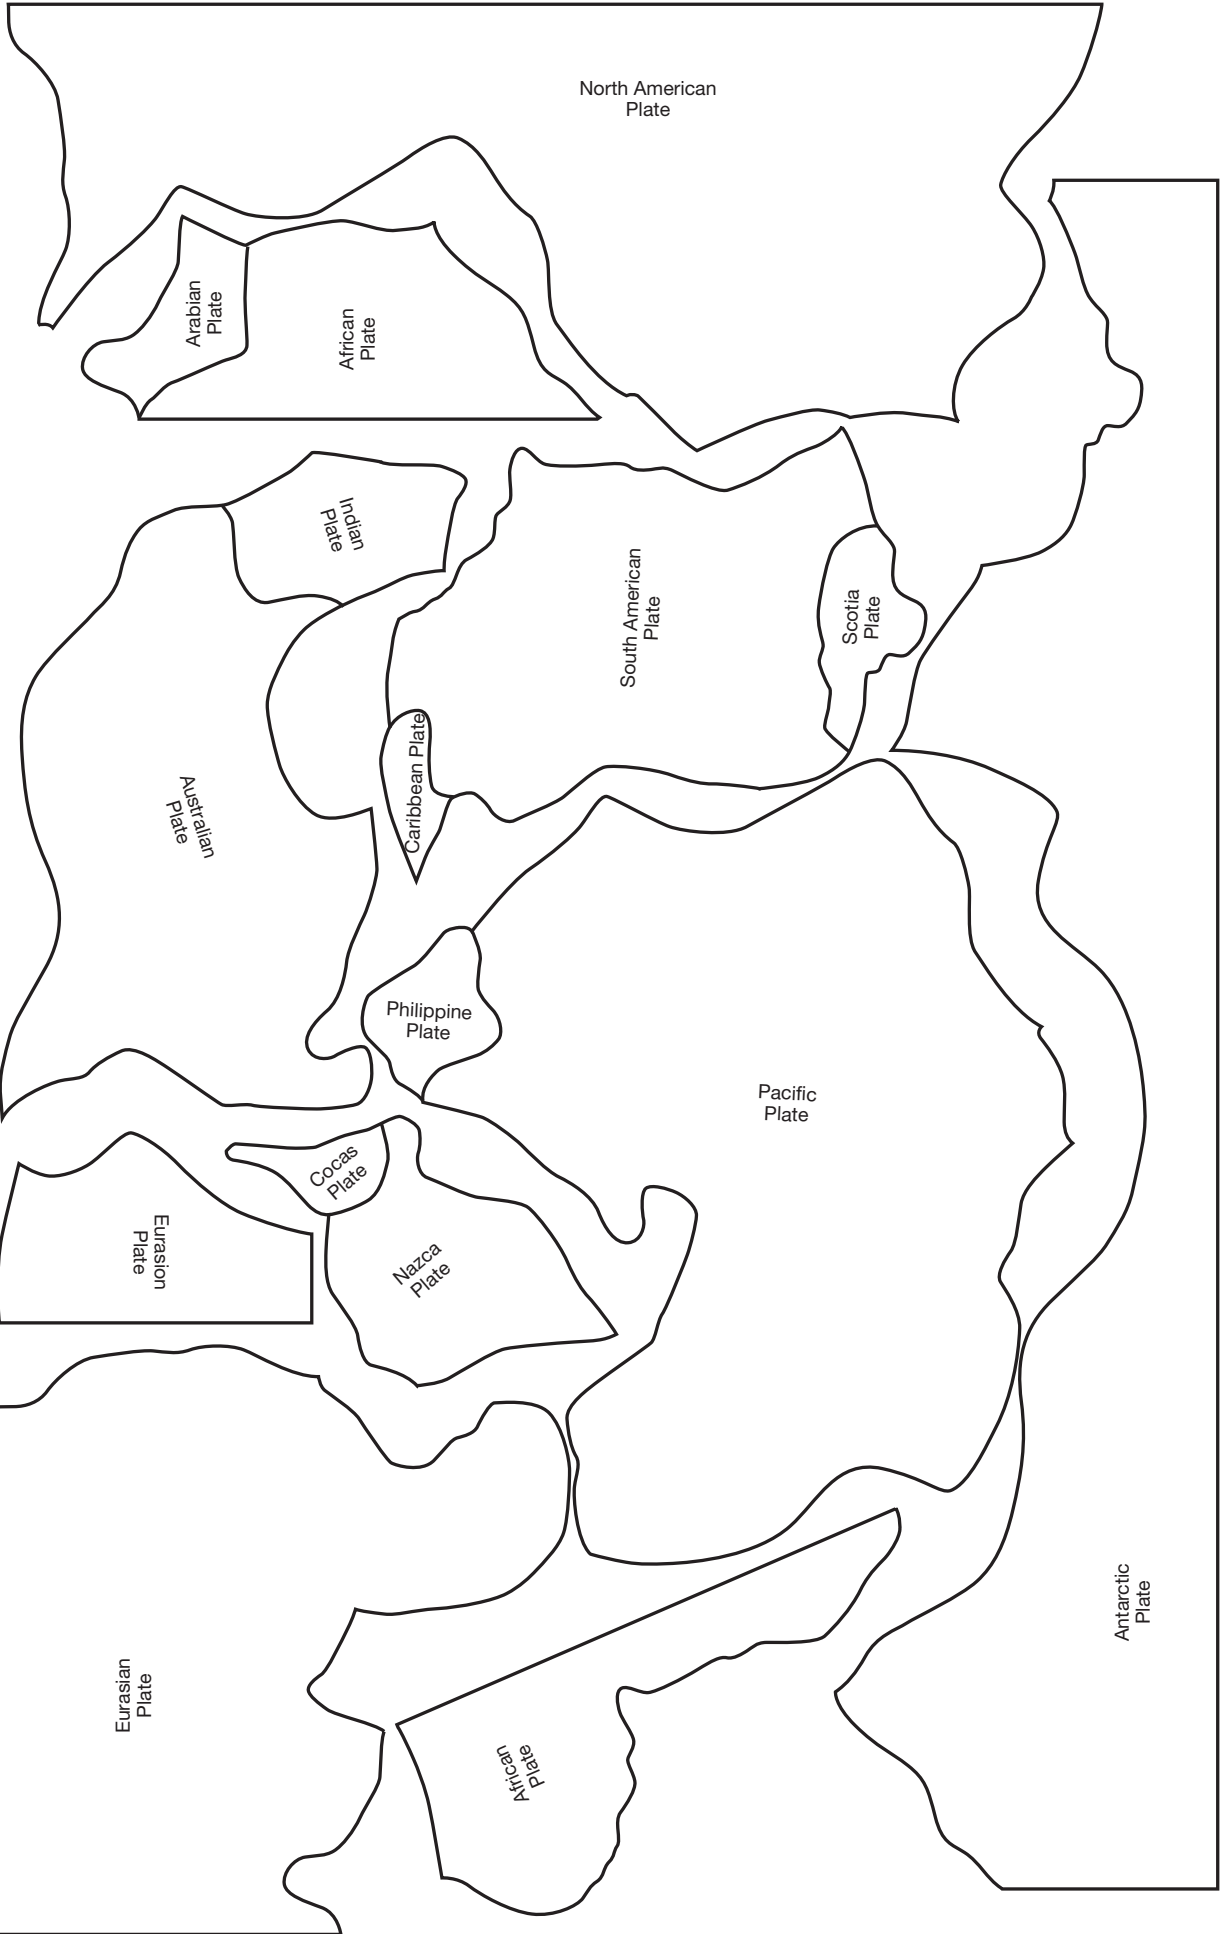 North American
Plate
Arabian
Plate
African
Plate
Indian
Plate
South American
Plate
Scotia
Plate
Caribbean Plate
Australian
Plate
Philippine
Plate
Pacific
Plate
Cocas
Plate
Eurasion
Plate
Nazca
Plate
Antarctic
Plate
Eurasian
Plate
African
Plate